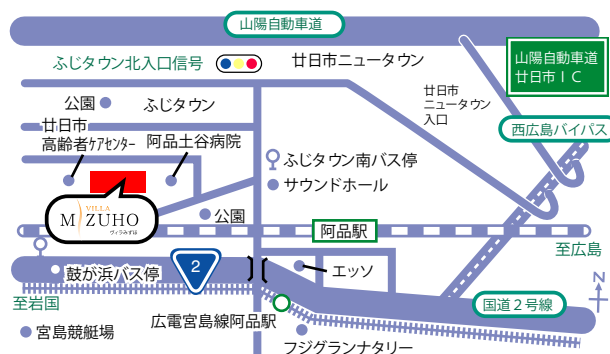 山陽自動車道
ふじタウン北入口信号
廿日市ニュータウン
山陽自動車道
廿日市ＩＣ
公園
ふじタウン
廿日市
ニュータウン
入口
廿日市
高齢者ケアセンター
阿品土谷病院
西広島バイパス
ふじタウン南バス停
サウンドホール
VILLA
MIZUHO
ヴィラみずほ
公園
阿品駅
至広島
鼓が浜バス停
2
エッソ
至岩国
広電宮島線阿品駅
国道２号線
N
宮島競艇場
フジグランナタリー